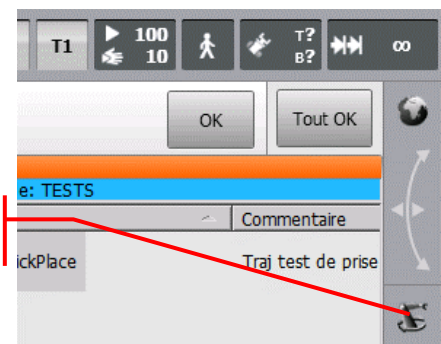 T1 100 10 T? B? ∞
OK Tout OK
e: TESTS
Commentaire
ickPlace Traj test de prise